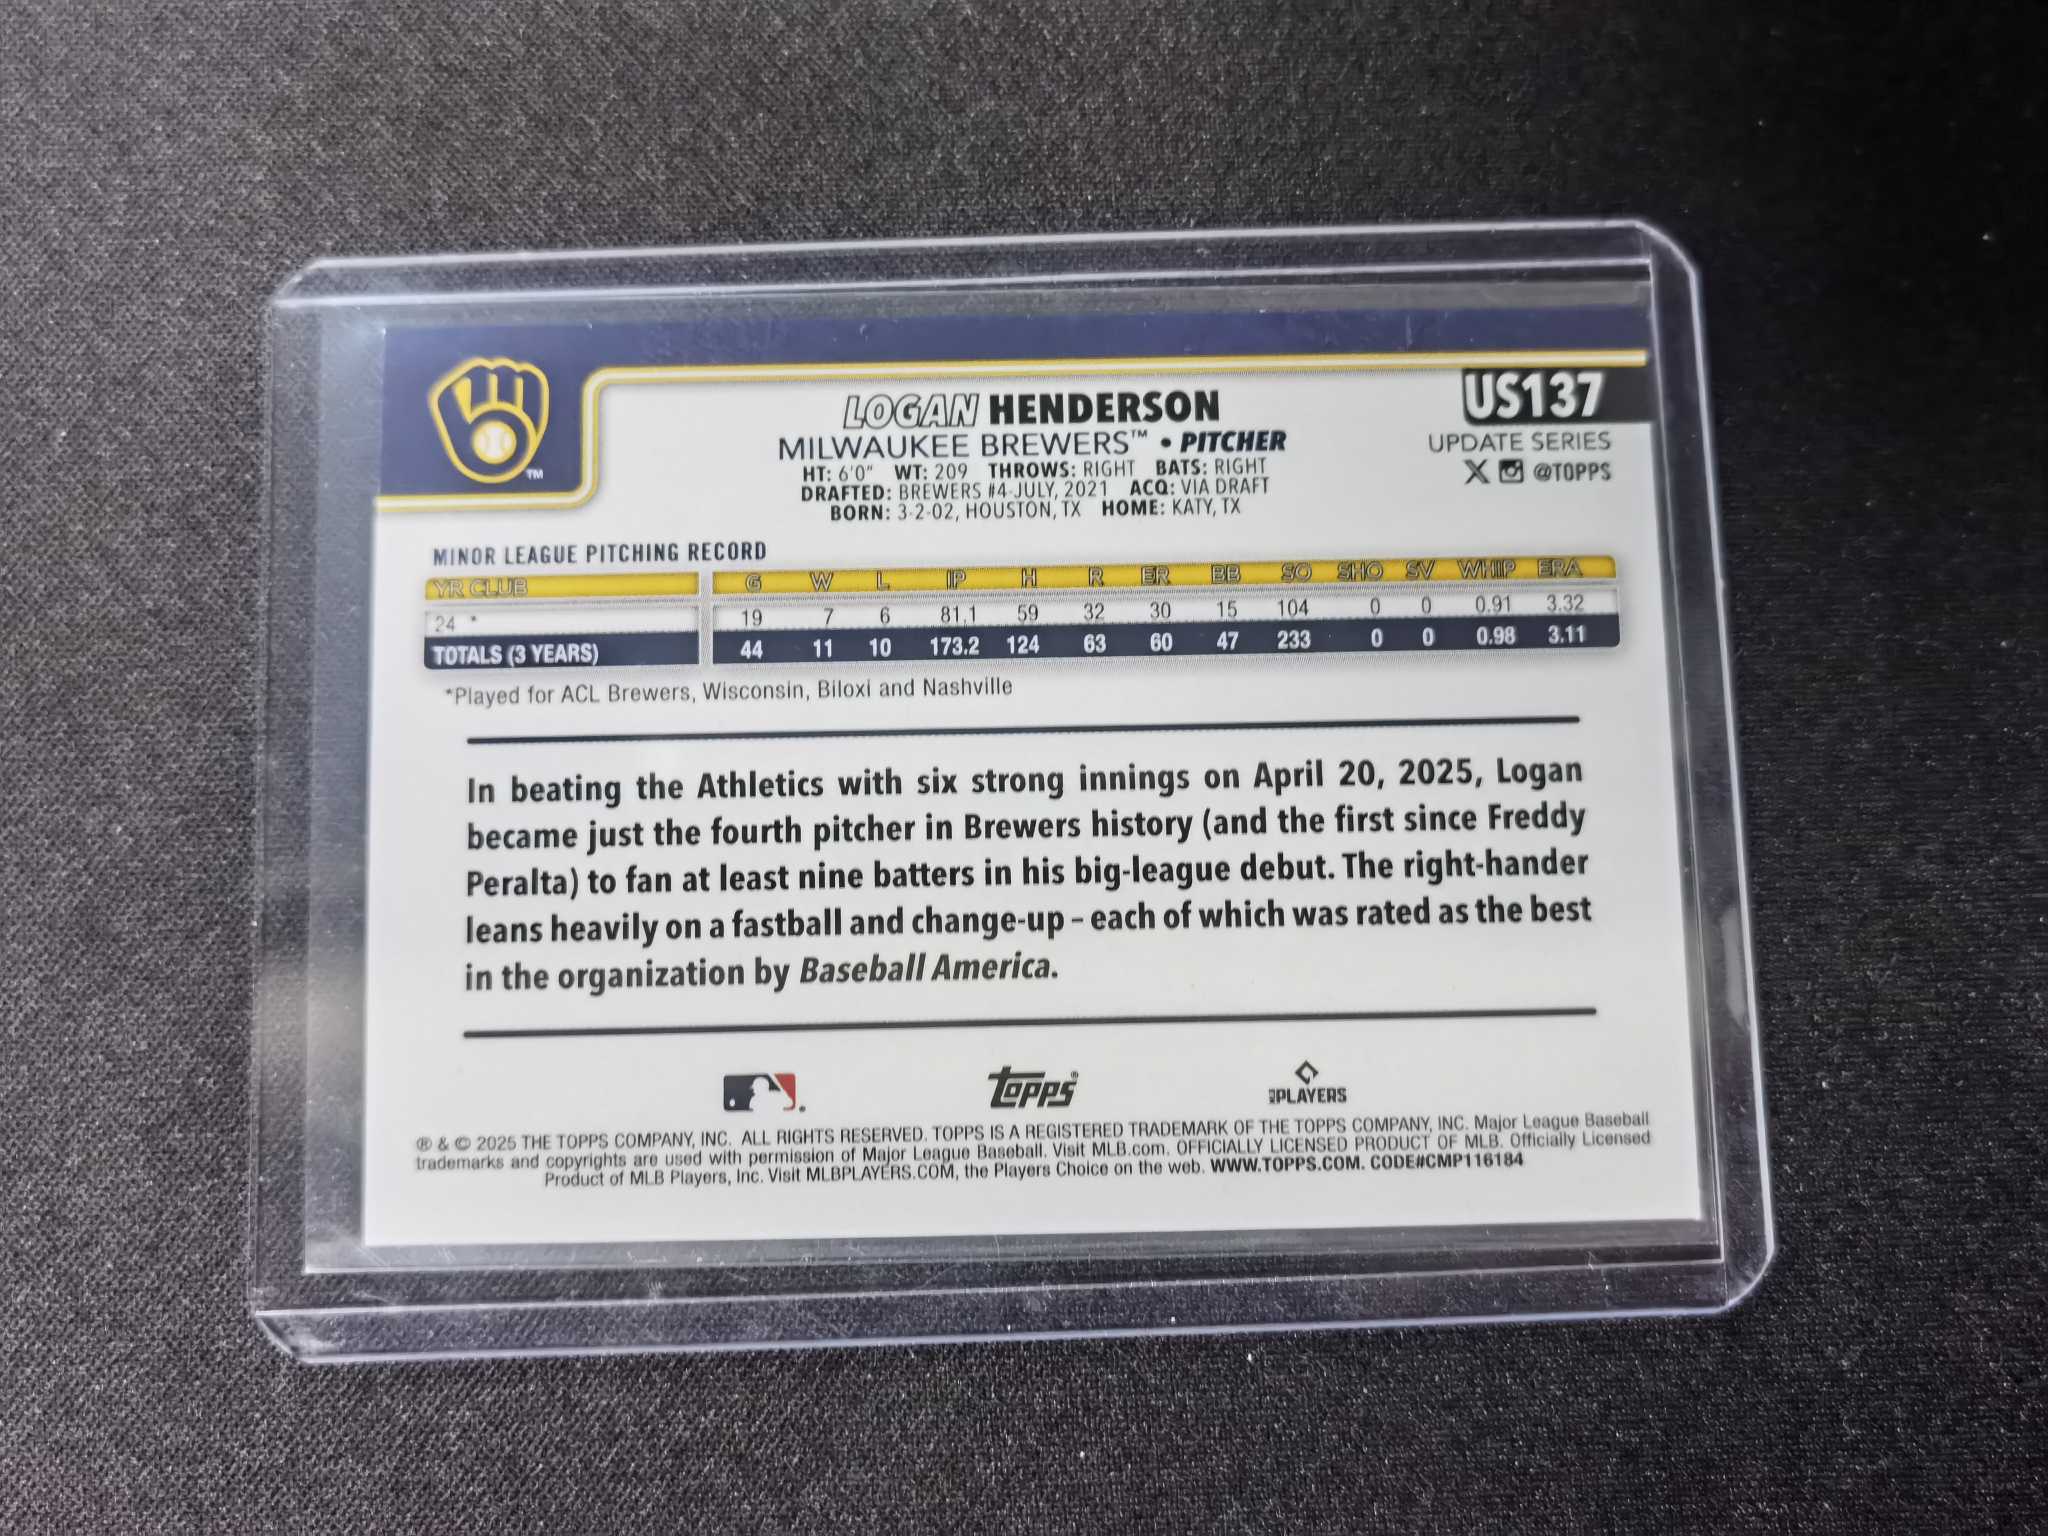 LOGAN HENDERSON
US137
MILWAUKEE BREWERS™ • PITCHER
UPDATE SERIES
HT: 6'0" WT: 209 THROWS: RIGHT BATS: RIGHT
@TOPPS
DRAFTED: BREWERS #4-JULY, 2021 ACQ: VIA DRAFT
BORN: 3-2-02, HOUSTON, TX HOME: KATY, TX
TM
MINOR LEAGUE PITCHING RECORD
YR CLUB G W L IP H R ER BB SO SHO SV WHIP ERA
24 * 19 7 6 81.1 59 32 30 15 104 0 0 0.91 3.32
TOTALS (3 YEARS) 44 11 10 173.2 124 63 60 47 233 0 0 0.98 3.11
*Played for ACL Brewers, Wisconsin, Biloxi and Nashville
In beating the Athletics with six strong innings on April 20, 2025, Logan
became just the fourth pitcher in Brewers history (and the first since Freddy
Peralta) to fan at least nine batters in his big-league debut. The right-hander
leans heavily on a fastball and change-up – each of which was rated as the best
in the organization by Baseball America.
Topps®
PLAYERS
® & © 2025 THE TOPPS COMPANY, INC. ALL RIGHTS RESERVED. TOPPS IS A REGISTERED TRADEMARK OF THE TOPPS COMPANY, INC. Major League Baseball
trademarks and copyrights are used with permission of Major League Baseball. Visit MLB.com. OFFICIALLY LICENSED PRODUCT OF MLB. Officially Licensed
Product of MLB Players, Inc. Visit MLBPLAYERS.COM, the Players Choice on the web. WWW.TOPPS.COM. CODE#CMP116184